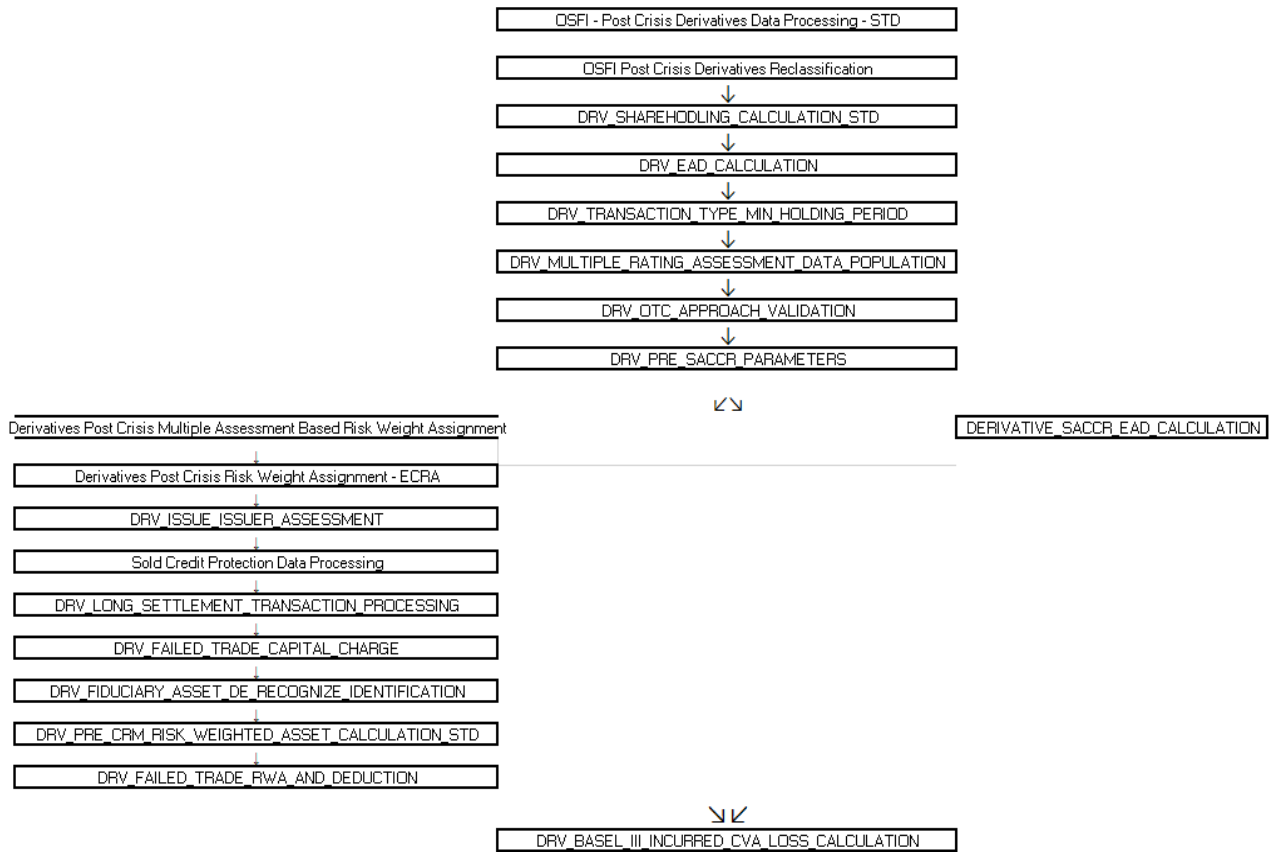 OSFI - Post Crisis Derivatives Data Processing - STD
OSFI Post Crisis Derivatives Reclassification
DRV_SHAREHODLING_CALCULATION_STD
DRV_EAD_CALCULATION
DRV_TRANSACTION_TYPE_MIN_HOLDING_PERIOD
DRV_MULTIPLE_RATING_ASSESSMENT_DATA_POPULATION
DRV_OTC_APPROACH_VALIDATION
DRV_PRE_SACCR_PARAMETERS
Derivatives Post Crisis Multiple Assessment Based Risk Weight Assignment
DERIVATIVE_SACCR_EAD_CALCULATION
Derivatives Post Crisis Risk Weight Assignment - ECRA
DRV_ISSUE_ISSUER_ASSESSMENT
Sold Credit Protection Data Processing
DRV_LONG_SETTLEMENT_TRANSACTION_PROCESSING
DRV_FAILED_TRADE_CAPITAL_CHARGE
DRV_FIDUCIARY_ASSET_DE_RECOGNIZE_IDENTIFICATION
DRV_PRE_CRM_RISK_WEIGHTED_ASSET_CALCULATION_STD
DRV_FAILED_TRADE_RWA_AND_DEDUCTION
DRV_BASEL_III_INCURRED_CVA_LOSS_CALCULATION